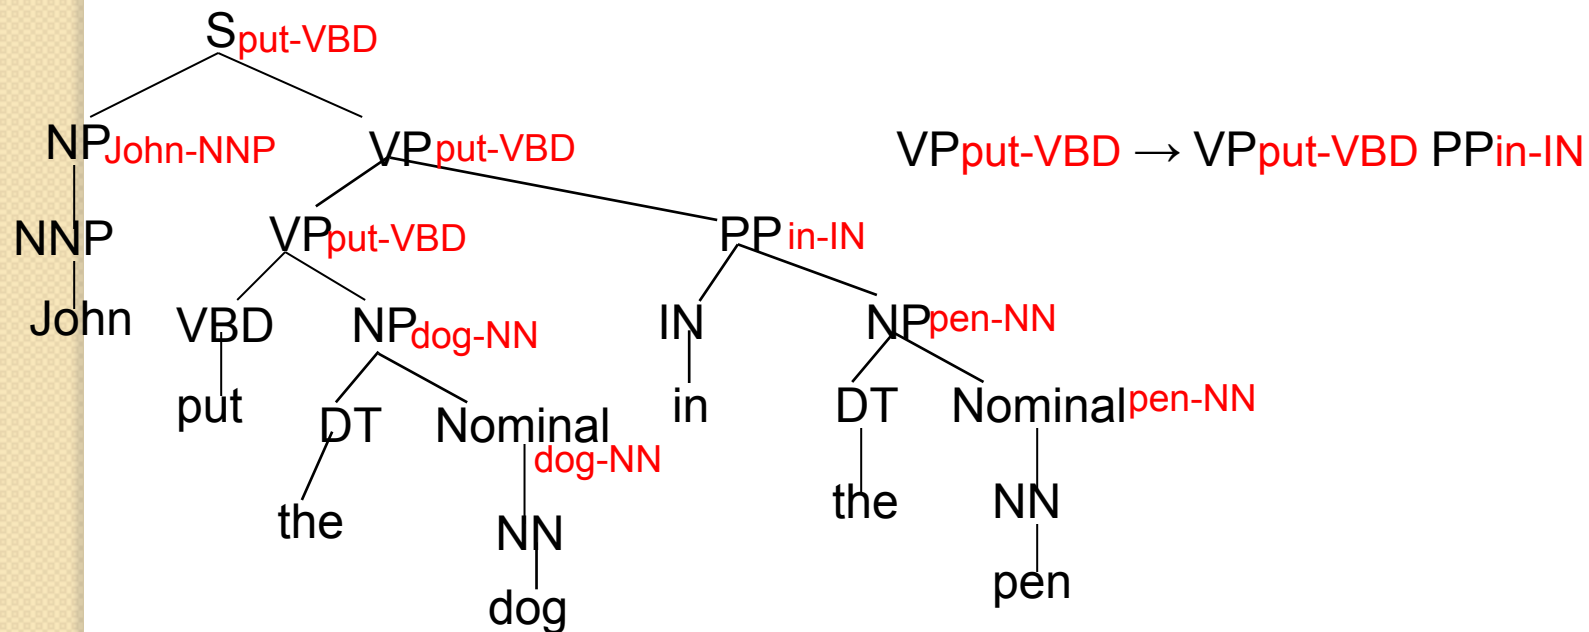 Sput-VBD
NPJohn-NNP VPput-VBD VPput-VBD → VPput-VBD PPin-IN
NNP VPput-VBD PP in-IN
John VBD NPdog-NN IN NPpen-NN
put DT Nominal in DT Nominalpen-NN
dog-NN
the NN the NN
dog pen